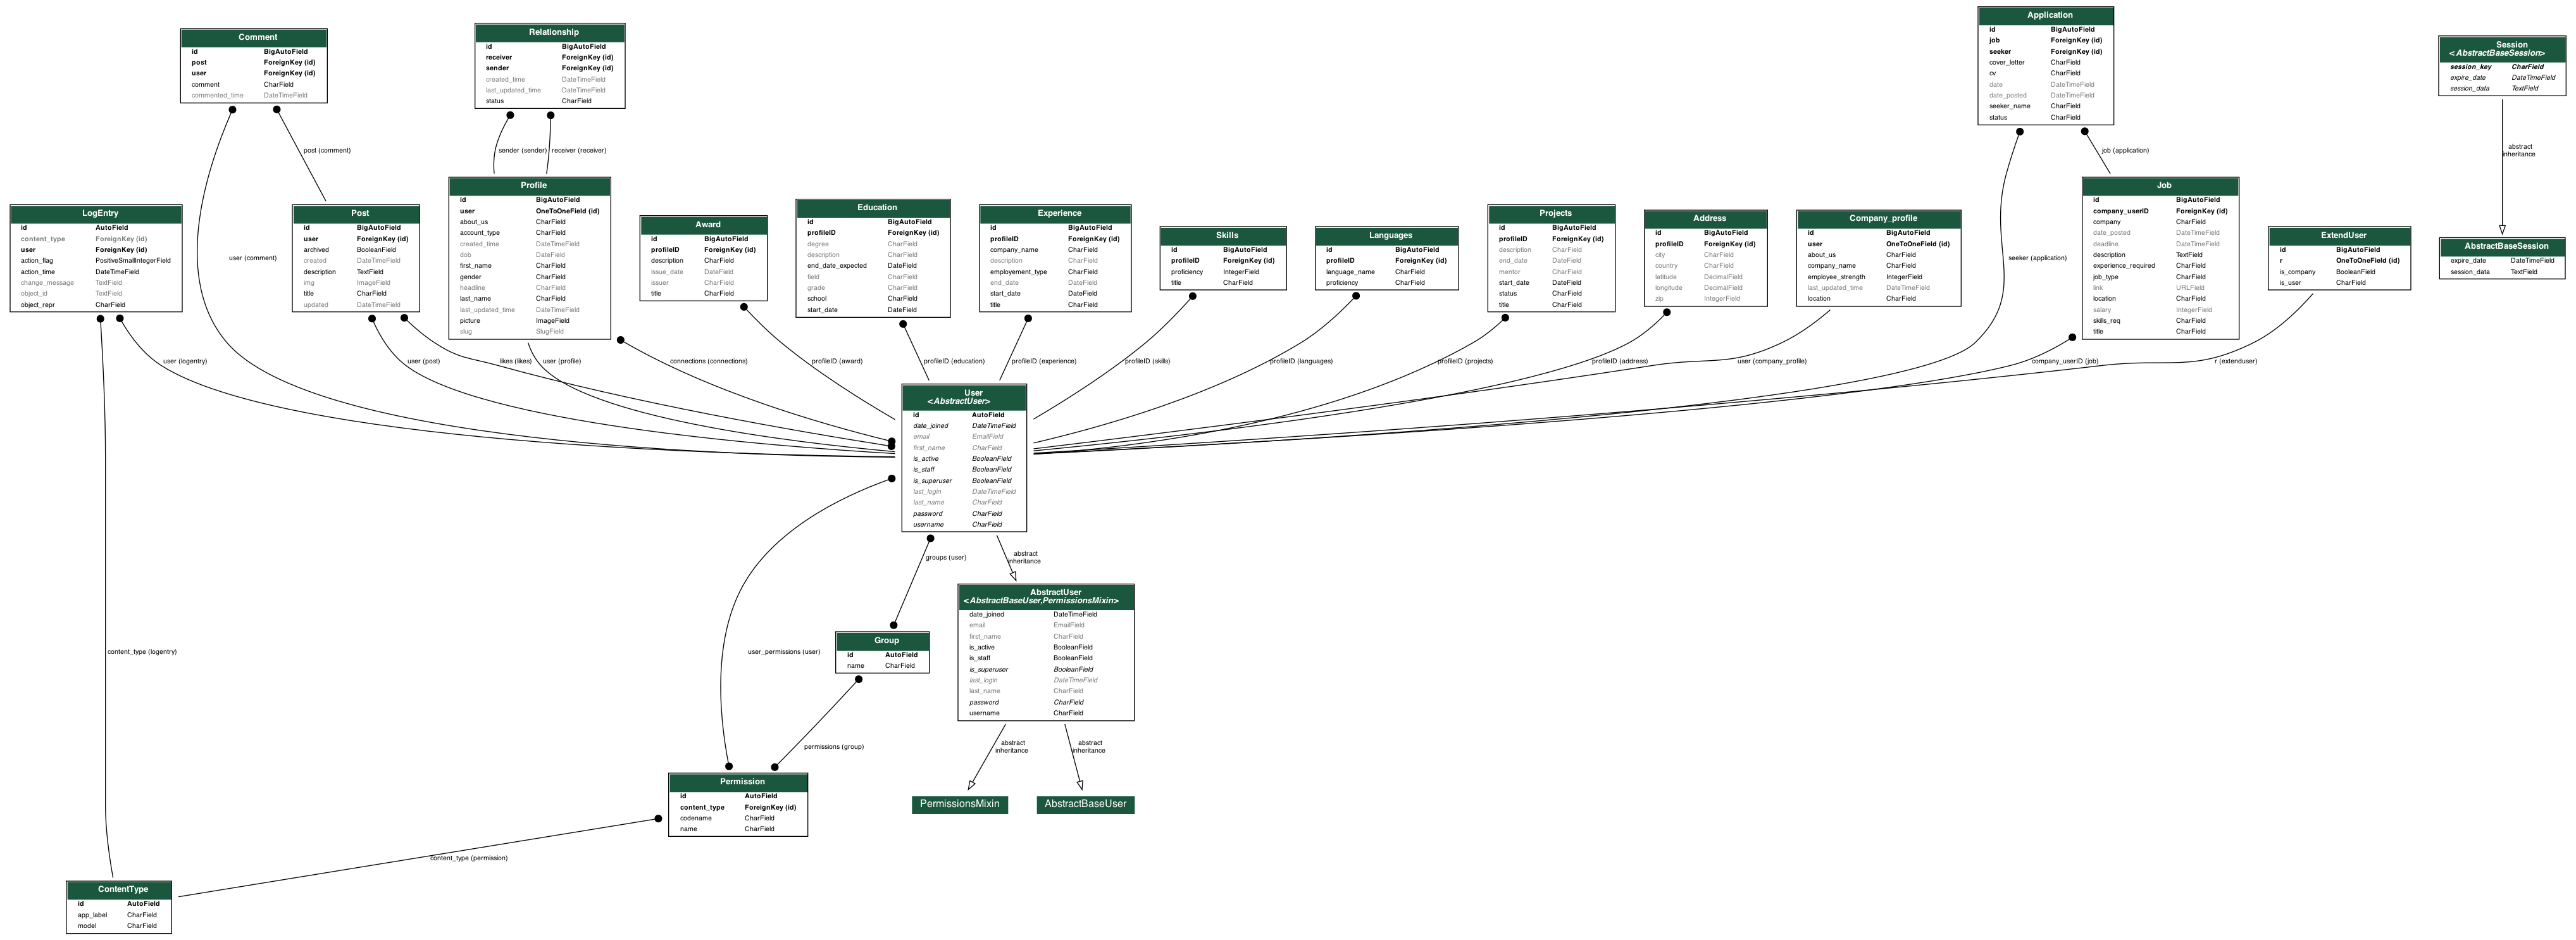 Comment
id BigAutoField
post ForeignKey (id)
user ForeignKey (id)
comment CharField
commented_time DateTimeField
Relationship
id BigAutoField
receiver ForeignKey (id)
sender ForeignKey (id)
created_time DateTimeField
last_updated_time DateTimeField
status CharField
Application
id BigAutoField
job ForeignKey (id)
seeker ForeignKey (id)
cover_letter CharField
cv CharField
date DateTimeField
date_posted DateTimeField
seeker_name CharField
status CharField
Session
<AbstractBaseSession>
session_key CharField
expire_date DateTimeField
session_data TextField
post (comment)
sender (sender)
receiver (receiver)
job (application)
abstract
inheritance
LogEntry
id AutoField
content_type ForeignKey (id)
user ForeignKey (id)
action_flag PositiveSmallIntegerField
action_time DateTimeField
change_message TextField
object_id TextField
object_repr CharField
user (comment)
Post
id BigAutoField
user ForeignKey (id)
archived BooleanField
created DateTimeField
description TextField
img ImageField
title CharField
updated DateTimeField
Profile
id BigAutoField
user OneToOneField (id)
about_us CharField
account_type CharField
created_time DateTimeField
dob DateTimeField
first_name CharField
gender CharField
headline CharField
last_name CharField
last_updated_time DateTimeField
picture ImageField
slug SlugField
Award
id BigAutoField
profileID ForeignKey (id)
description CharField
issue_date DateField
issuer CharField
title CharField
Education
id BigAutoField
profileID ForeignKey (id)
degree CharField
description CharField
end_date_expected DateField
field CharField
grade CharField
school CharField
start_date DateField
Experience
id BigAutoField
profileID ForeignKey (id)
company_name CharField
description CharField
employement_type CharField
end_date DateField
start_date DateField
title CharField
Skills
id BigAutoField
profileID ForeignKey (id)
proficiency IntegerField
title CharField
Languages
id BigAutoField
profileID ForeignKey (id)
language_name CharField
proficiency CharField
Projects
id BigAutoField
profileID ForeignKey (id)
description CharField
end_date DateField
mentor CharField
start_date DateField
status CharField
title CharField
Address
id BigAutoField
profileID ForeignKey (id)
city CharField
country CharField
latitude DecimalField
longitude DecimalField
zip IntegerField
Company_profile
id BigAutoField
user OneToOneField (id)
about_us CharField
company_name CharField
employee_strength IntegerField
last_updated_time DateTimeField
location CharField
seeker (application)
Job
id BigAutoField
company_userID ForeignKey (id)
company CharField
date_posted DateTimeField
deadline DateTimeField
description TextField
experience_required CharField
job_type CharField
link URLField
location CharField
salary IntegerField
skills_req CharField
title CharField
ExtendUser
id BigAutoField
r OneToOneField (id)
is_company BooleanField
is_user CharField
AbstractBaseSession
expire_date DateTimeField
session_data TextField
user (logentry)
user (post)
likes (likes)
user (profile)
connections (connections)
profileID (award)
profileID (education)
profileID (experience)
profileID (skills)
profileID (languages)
profileID (projects)
profileID (address)
user (company_profile)
company_userID (job)
r (extenduser)
User
<AbstractUser>
id AutoField
date_joined DateTimeField
email EmailField
first_name CharField
is_active BooleanField
is_staff BooleanField
is_superuser BooleanField
last_login DateTimeField
last_name CharField
password CharField
username CharField
groups (user)
abstract
inheritance
AbstractUser
<AbstractBaseUser,PermissionsMixin>
date_joined DateTimeField
email EmailField
first_name CharField
is_active BooleanField
is_staff BooleanField
is_superuser BooleanField
last_login DateTimeField
last_name CharField
password CharField
username CharField
content_type (logentry)
user_permissions (user)
Group
id AutoField
name CharField
permissions (group)
abstract
inheritance
abstract
inheritance
Permission
id AutoField
content_type ForeignKey (id)
codename CharField
name CharField
PermissionsMixin
AbstractBaseUser
content_type (permission)
ContentType
id AutoField
app_label CharField
model CharField